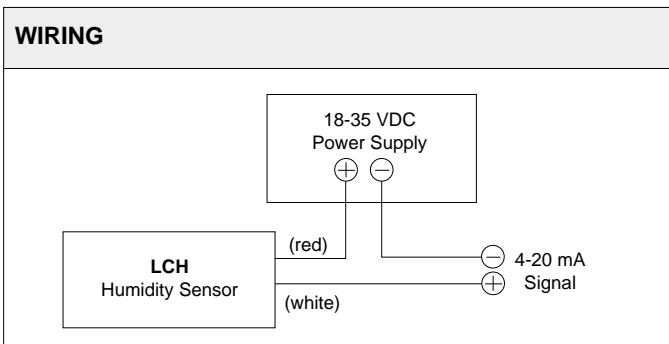 WIRING
18-35 VDC
Power Supply
+ −
(red)
LCH
Humidity Sensor
(white)
− 4-20 mA
+ Signal